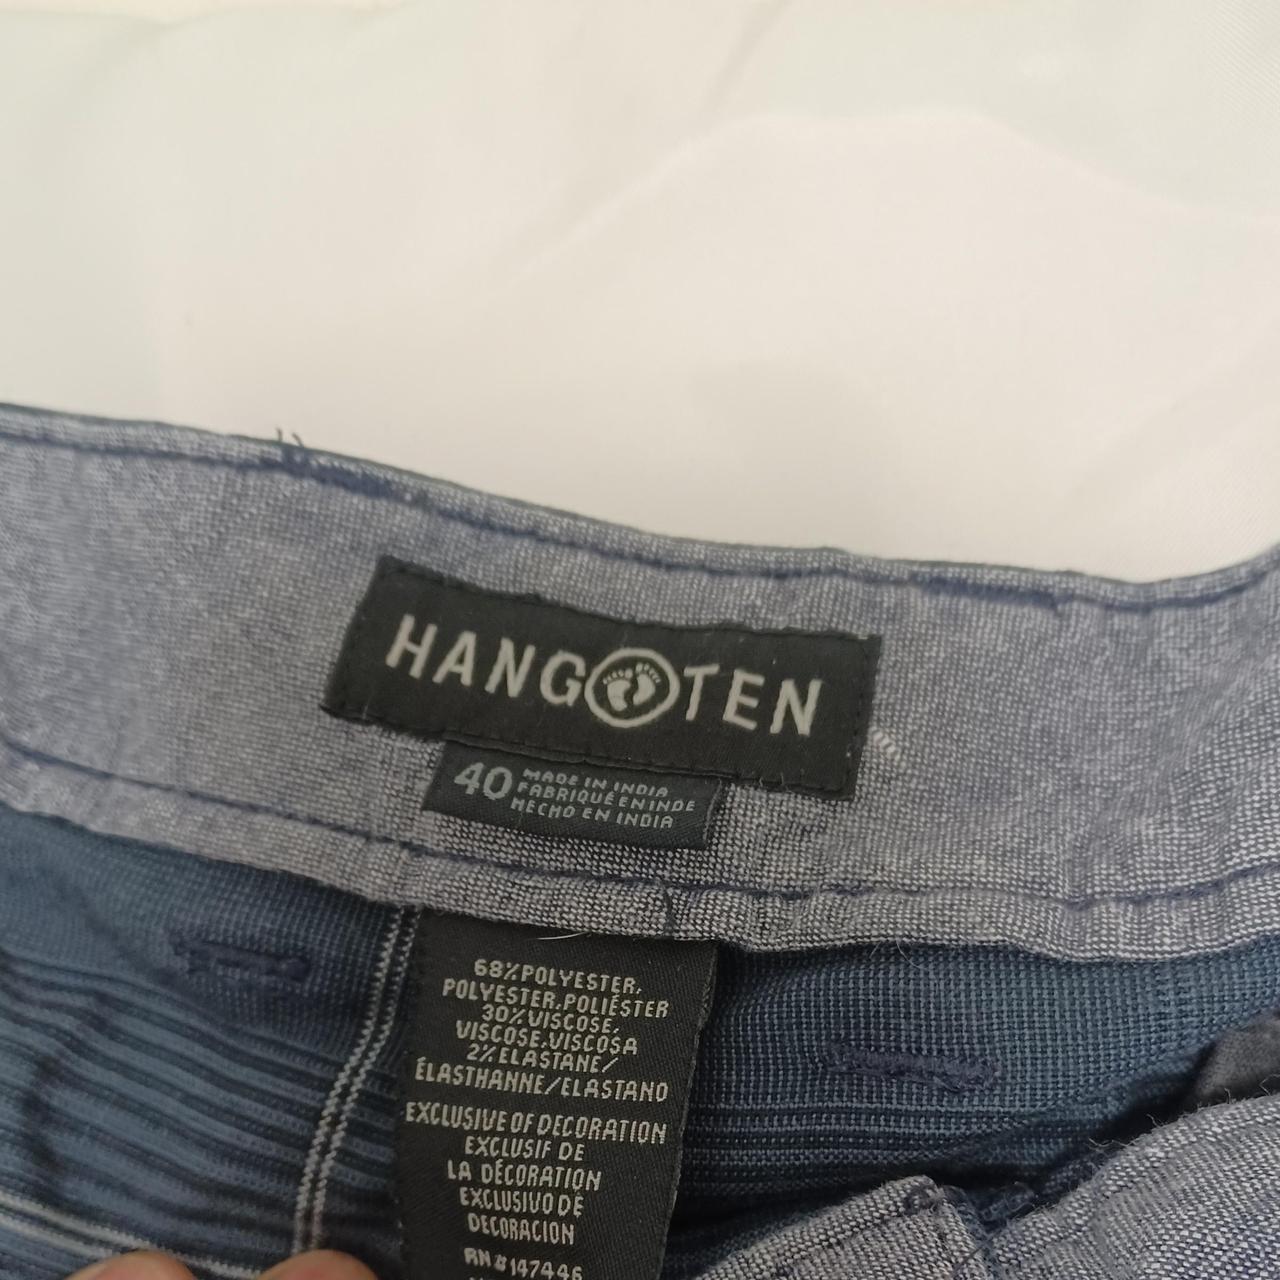 HANG TEN
40
MADE IN INDIA
FABRIQUÉ EN INDE
HECHO EN INDIA
68% POLYESTER,
POLYESTER, POLIÉSTER
30% VISCOSE,
VISCOSE, VISCOSA
2% ELASTANE/
ÉLASTHANNE/ELASTANO
EXCLUSIVE OF DECORATION
EXCLUSIF DE
LA DÉCORATION
EXCLUSIVO DE
DECORACION
RN # 147446